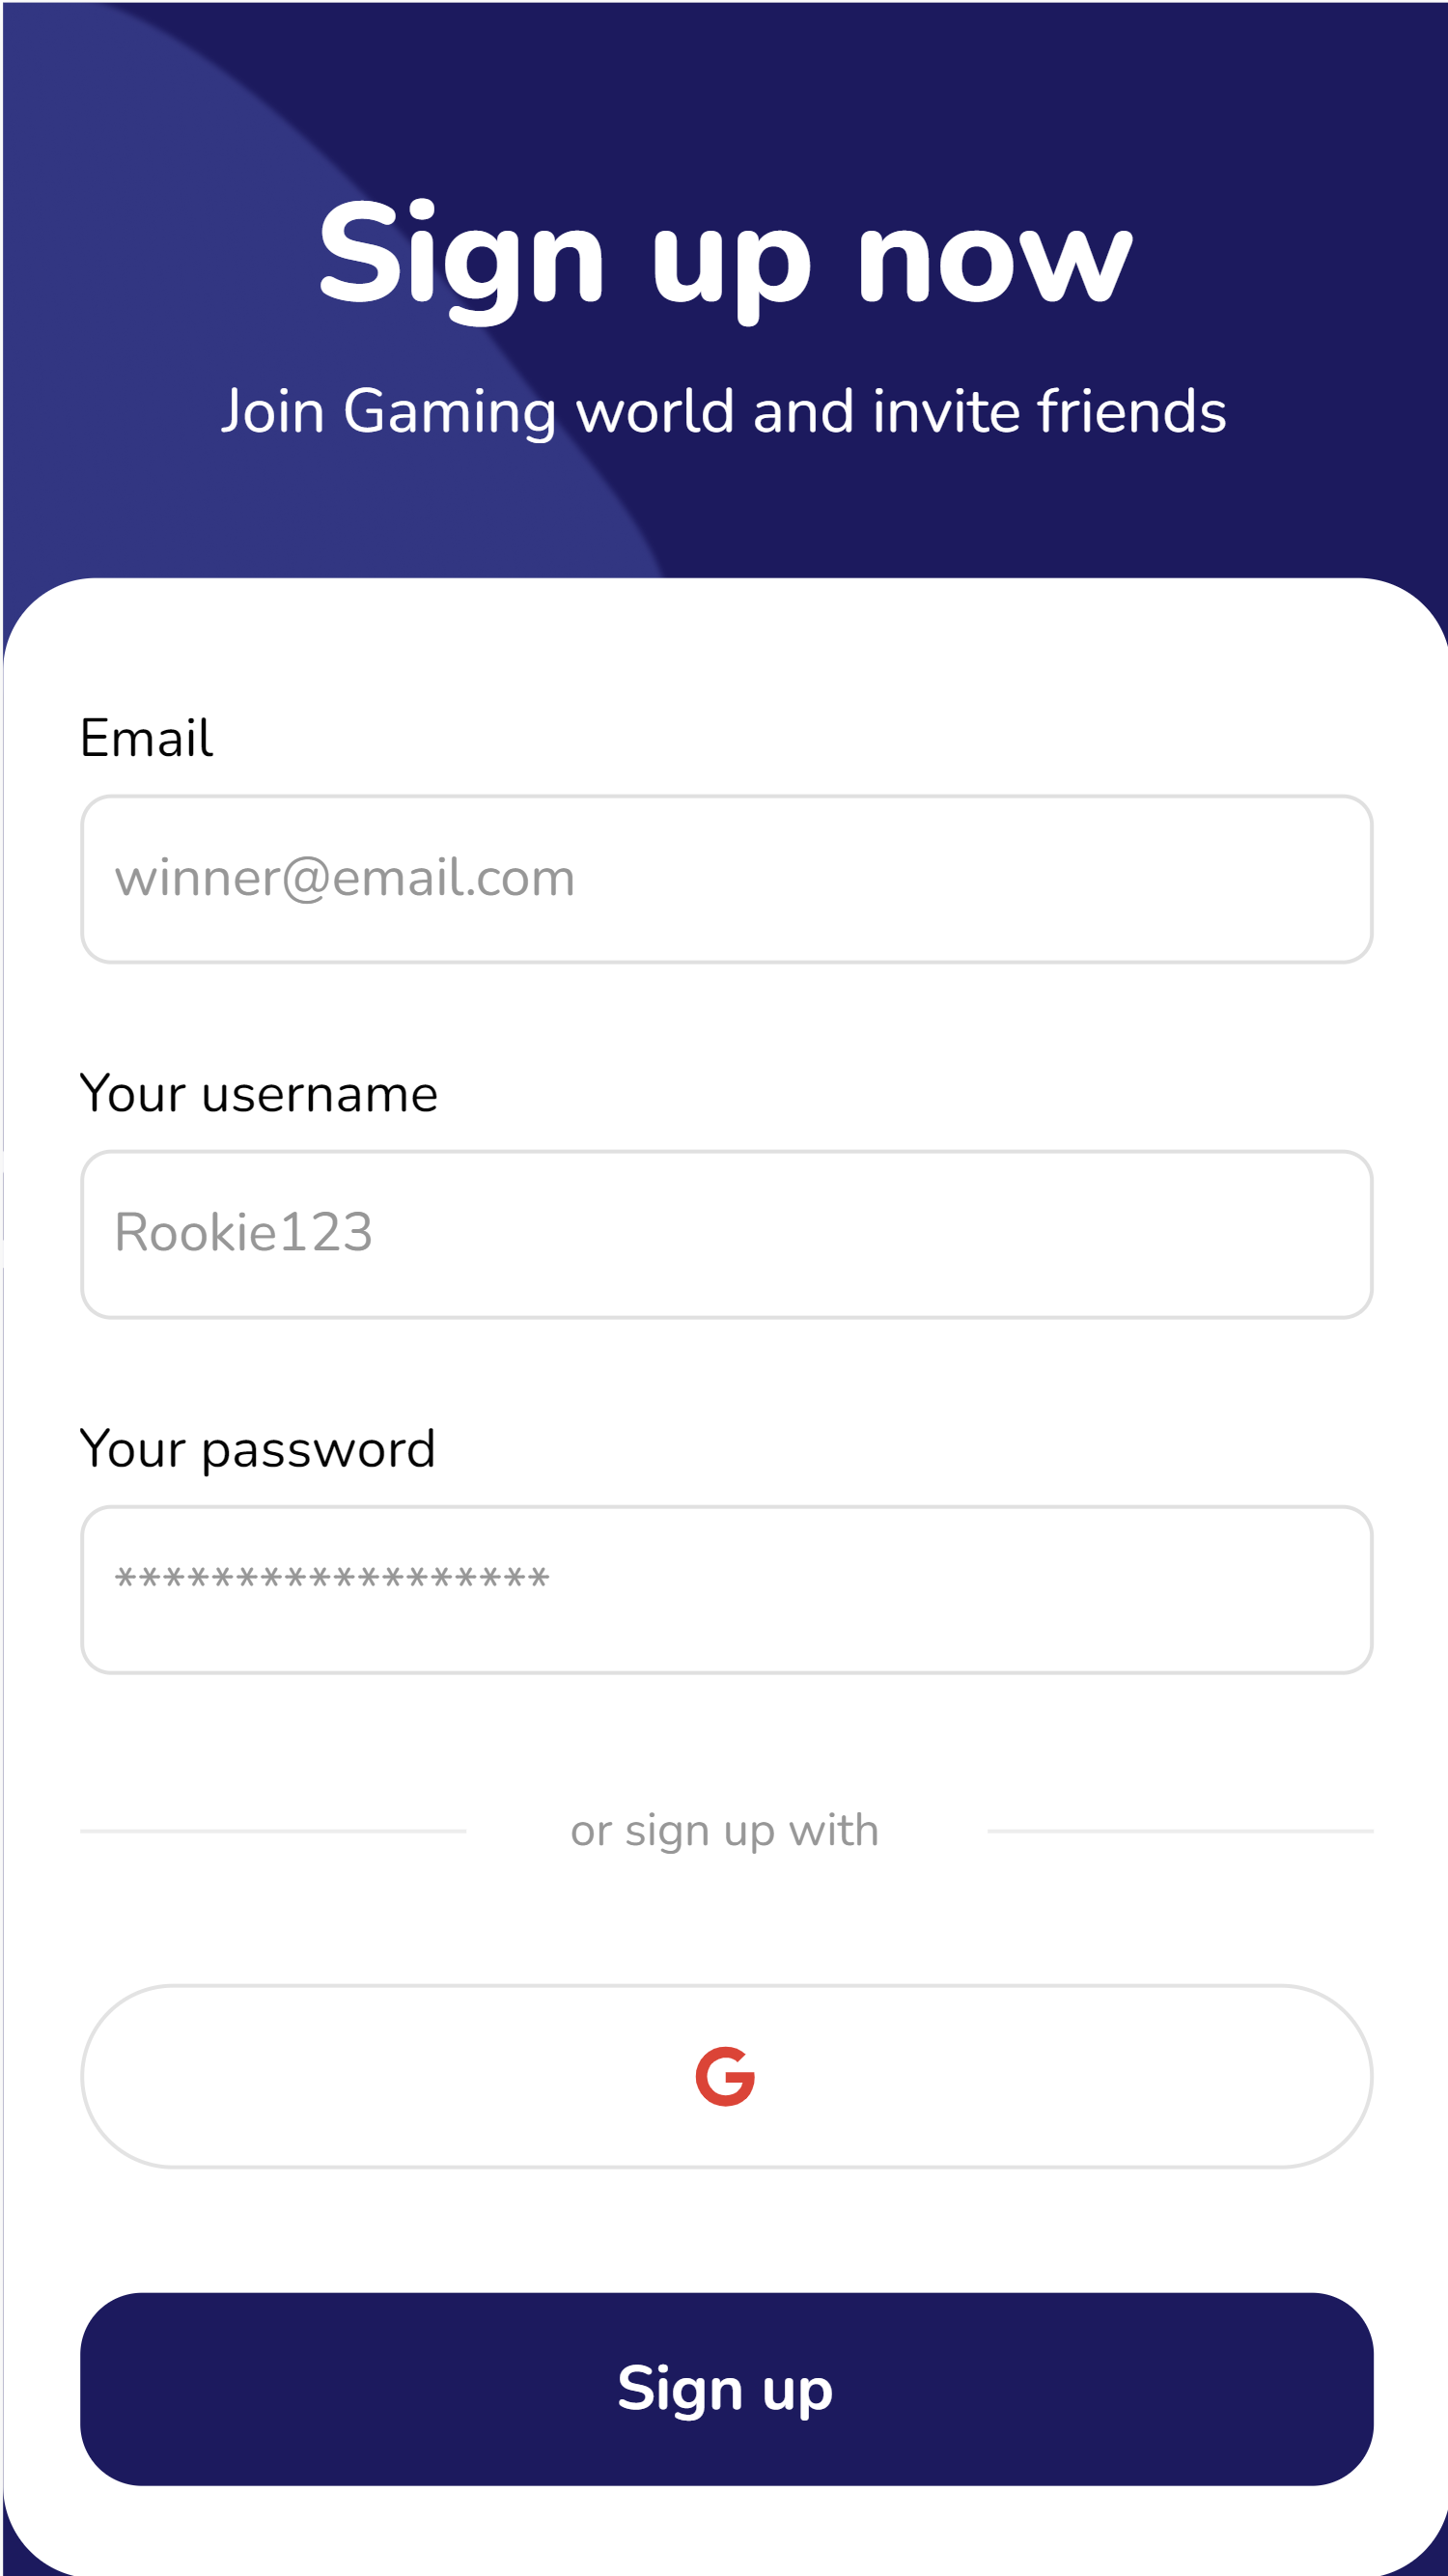 Sign up now
Join Gaming world and invite friends
Email
winner@email.com
Your username
Rookie123
Your password
******************
or sign up with
G
Sign up